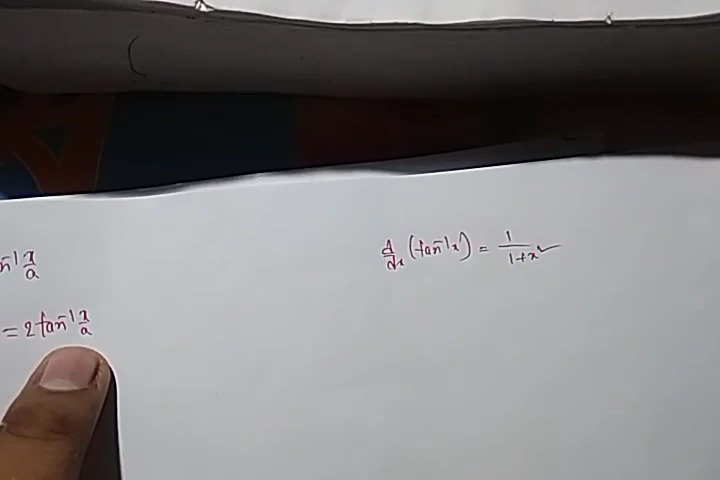 n⁻¹ x/a
= 2 tan⁻¹ x/a
d/dx (tan⁻¹x) = 1/(1+x²)